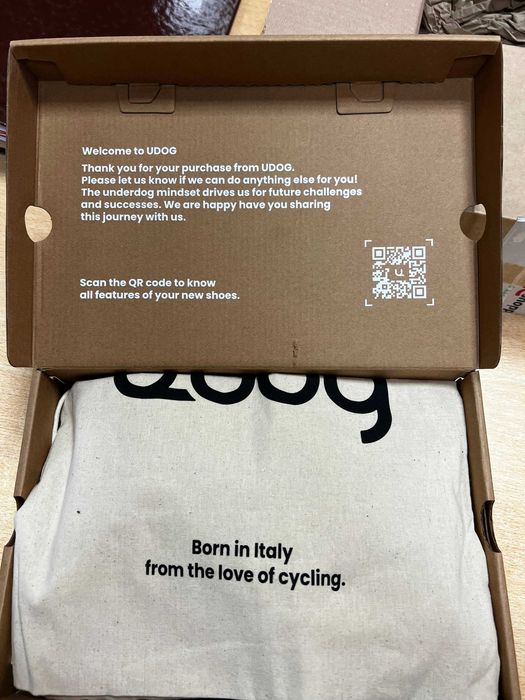 Welcome to UDOG
Thank you for your purchase from UDOG.
Please let us know if we can do anything else for you!
The underdog mindset drives us for future challenges
and successes. We are happy have you sharing
this journey with us.
Scan the QR code to know
all features of your new shoes.
Born in Italy
from the love of cycling.